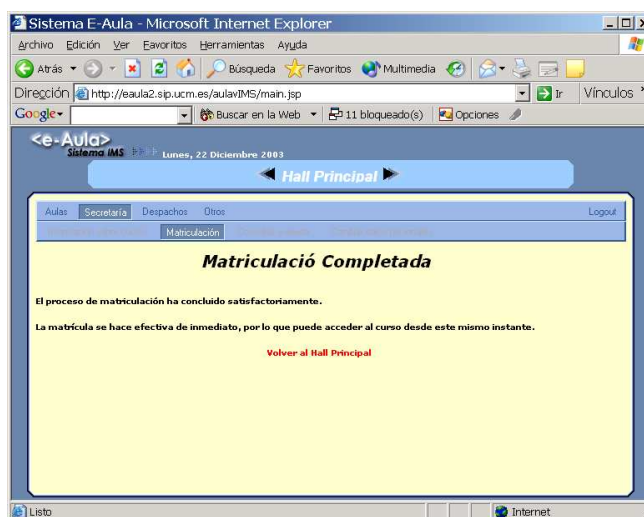 Sistema E-Aula - Microsoft Internet Explorer
Archivo Edición Ver Favoritos Herramientas Ayuda
Atrás Búsqueda Favoritos Multimedia
Dirección http://eaula2.sip.ucm.es/aulavIMS/main.jsp Ir Vínculos »
Google Buscar en la Web 11 bloqueado(s) Opciones
<e-Aula>
Sistema IMS Lunes, 22 Diciembre 2003
Hall Principal
Aulas Secretaría Despachos Otros Logout
Matriculación
Matriculació Completada
El proceso de matriculación ha concluido satisfactoriamente.
La matrícula se hace efectiva de inmediato, por lo que puede acceder al curso desde este mismo instante.
Volver al Hall Principal
Listo Internet